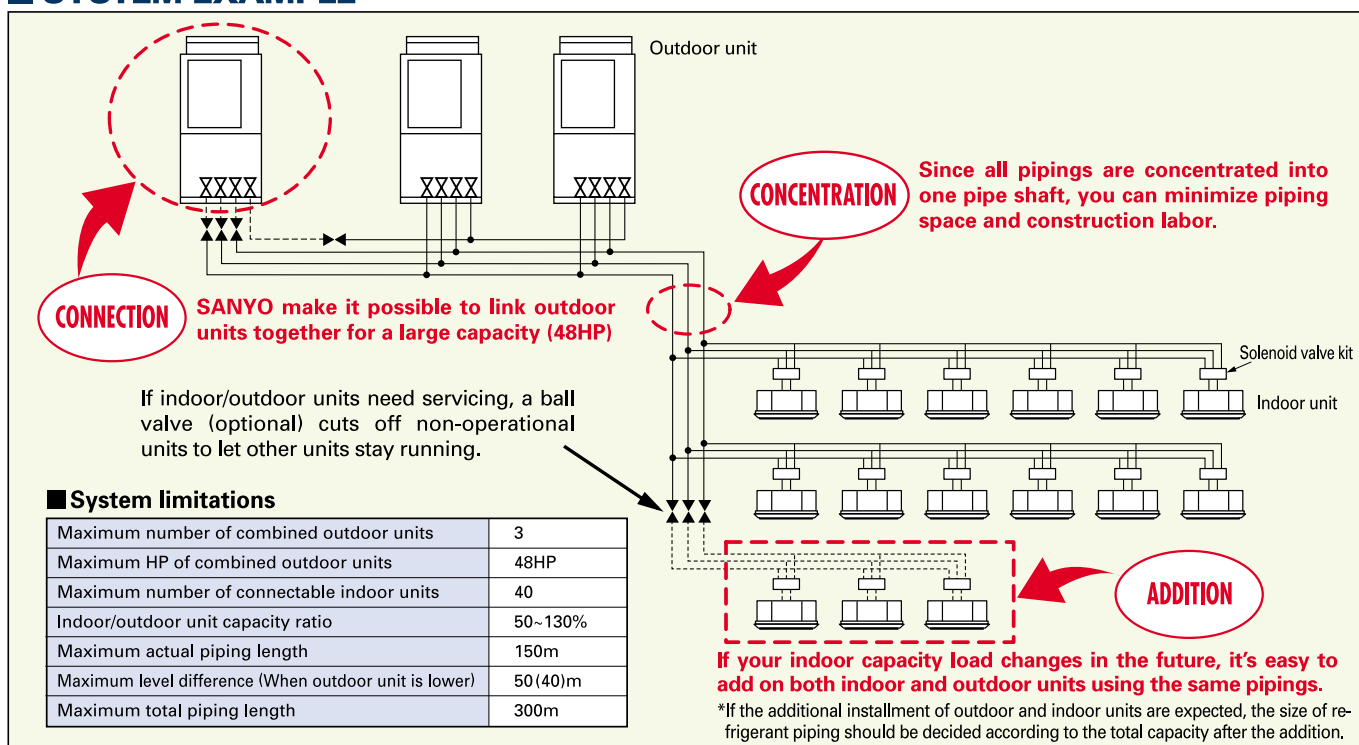 SYSTEM EXAMPLE
Outdoor unit
CONCENTRATION
Since all pipings are concentrated into
one pipe shaft, you can minimize piping
space and construction labor.
CONNECTION
SANYO make it possible to link outdoor
units together for a large capacity (48HP)
Solenoid valve kit
Indoor unit
If indoor/outdoor units need servicing, a ball
valve (optional) cuts off non-operational
units to let other units stay running.
■ System limitations
Maximum number of combined outdoor units 3
Maximum HP of combined outdoor units 48HP
Maximum number of connectable indoor units 40
Indoor/outdoor unit capacity ratio 50~130%
Maximum actual piping length 150m
Maximum level difference (When outdoor unit is lower) 50(40)m
Maximum total piping length 300m
ADDITION
If your indoor capacity load changes in the future, it's easy to
add on both indoor and outdoor units using the same pipings.
*If the additional installment of outdoor and indoor units are expected, the size of re-
frigerant piping should be decided according to the total capacity after the addition.